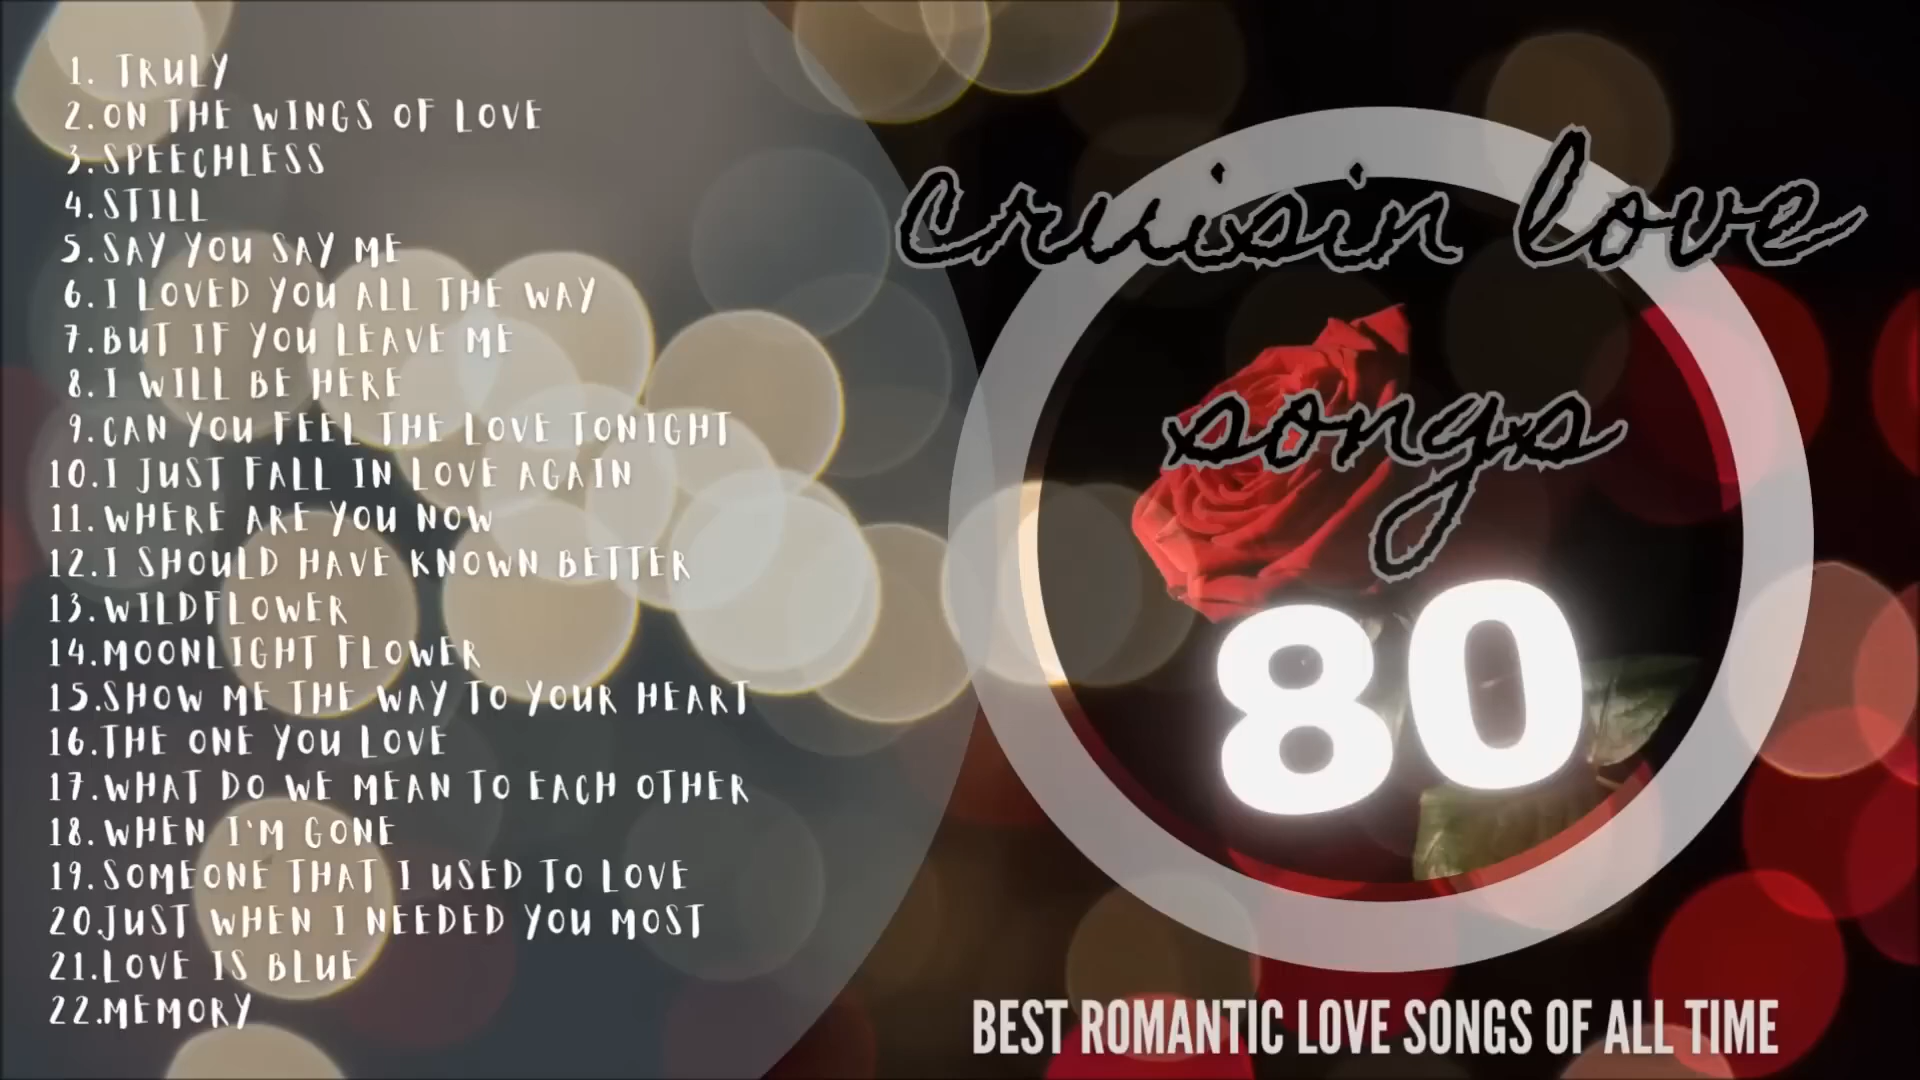 1. TRULY
2. ON THE WINGS OF LOVE
3. SPEECHLESS
4. STILL
5. SAY YOU SAY ME
6. I LOVED YOU ALL THE WAY
7. BUT IF YOU LEAVE ME
8. I WILL BE HERE
9. CAN YOU FEEL THE LOVE TONIGHT
10. I JUST FALL IN LOVE AGAIN
11. WHERE ARE YOU NOW
12. I SHOULD HAVE KNOWN BETTER
13. WILDFLOWER
14. MOONLIGHT FLOWER
15. SHOW ME THE WAY TO YOUR HEART
16. THE ONE YOU LOVE
17. WHAT DO WE MEAN TO EACH OTHER
18. WHEN I'M GONE
19. SOMEONE THAT I USED TO LOVE
20. JUST WHEN I NEEDED YOU MOST
21. LOVE IS BLUE
22. MEMORY
cruisin love
songs
80
BEST ROMANTIC LOVE SONGS OF ALL TIME